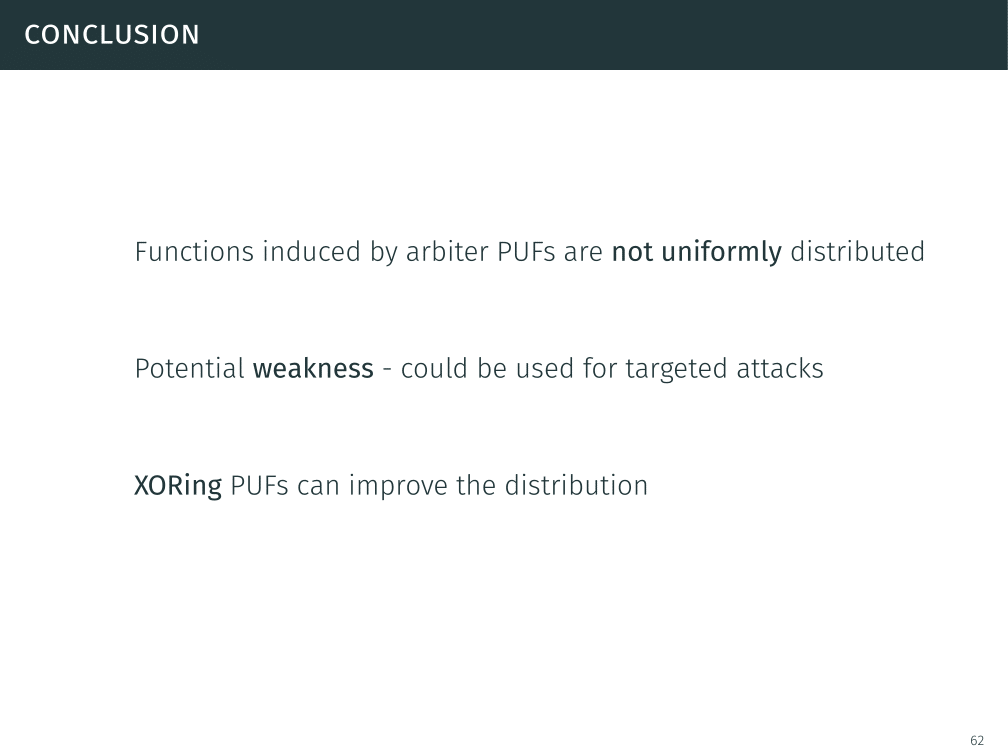 CONCLUSION
Functions induced by arbiter PUFs are not uniformly distributed
Potential weakness - could be used for targeted attacks
XORing PUFs can improve the distribution
62